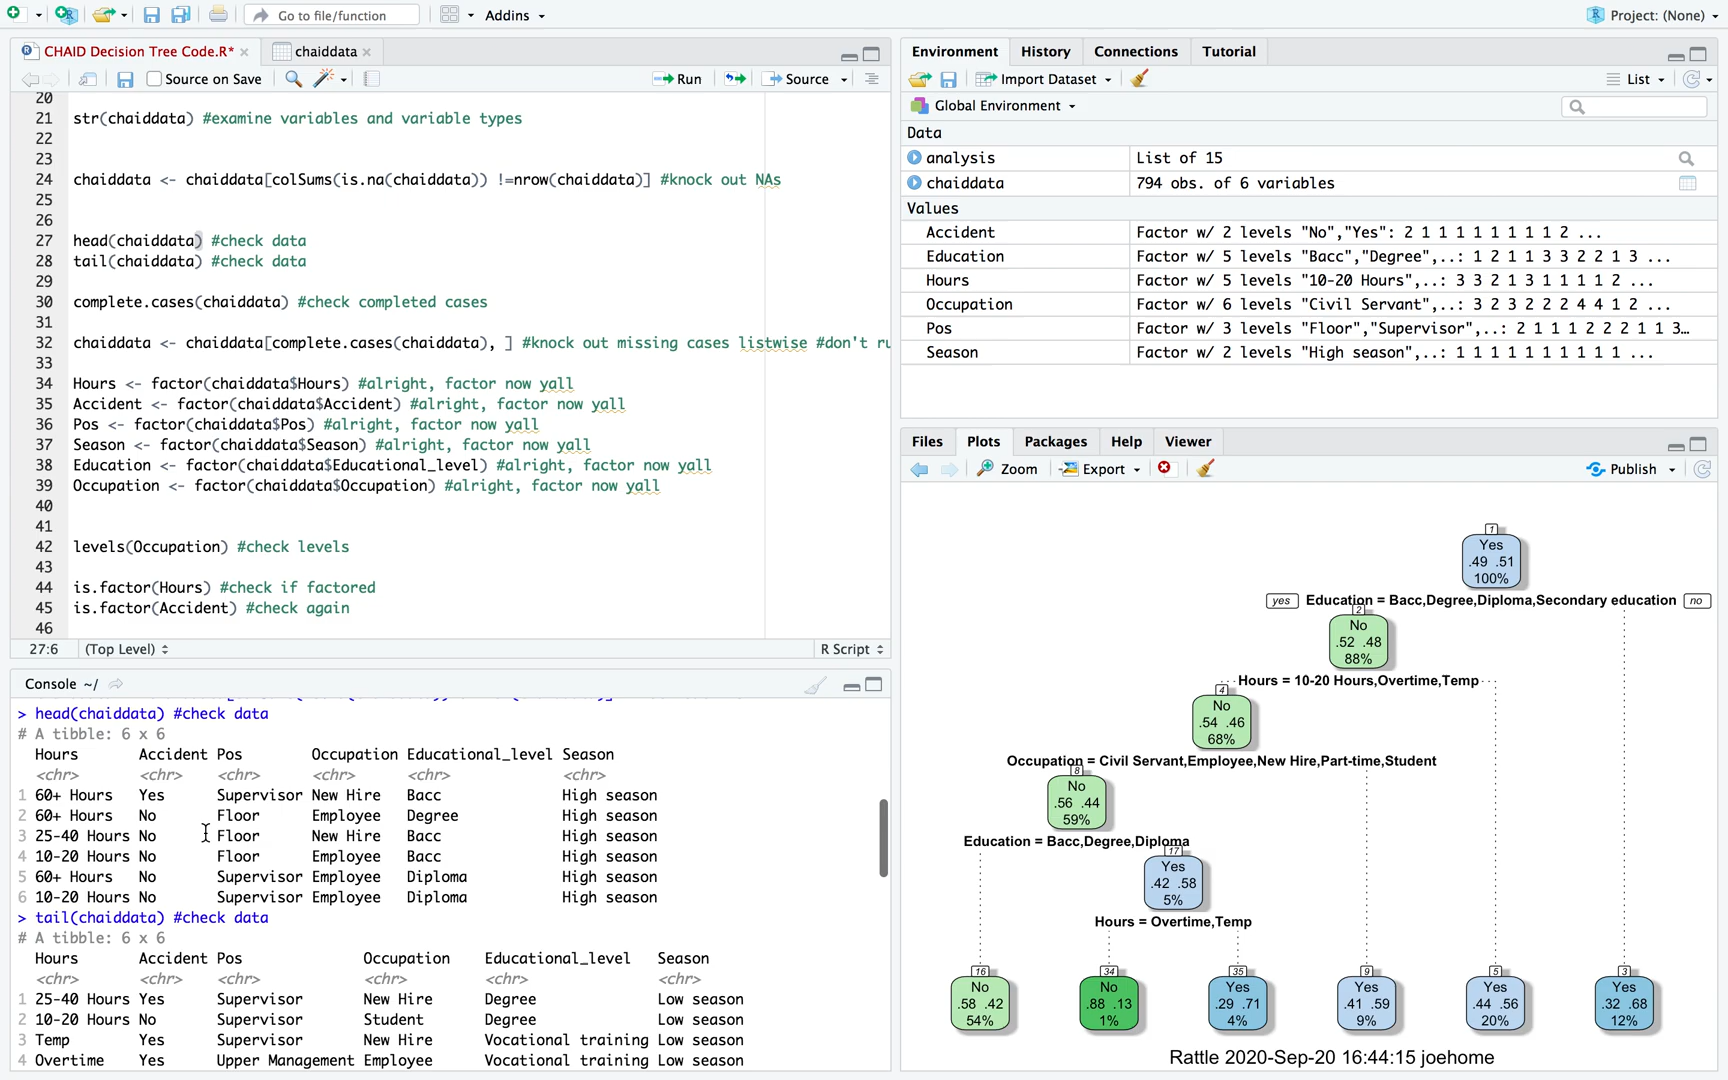 Go to file/function
Addins
Project: (None)
CHAID Decision Tree Code.R*
chaiddata
Source on Save
Run
Source
20
21 str(chaiddata) #examine variables and variable types
22
23
24 chaiddata <- chaiddata[colSums(is.na(chaiddata)) !=nrow(chaiddata)] #knock out NAs
25
26
27 head(chaiddata) #check data
28 tail(chaiddata) #check data
29
30 complete.cases(chaiddata) #check completed cases
31
32 chaiddata <- chaiddata[complete.cases(chaiddata), ] #knock out missing cases listwise #don't ru
33
34 Hours <- factor(chaiddata$Hours) #alright, factor now yall
35 Accident <- factor(chaiddata$Accident) #alright, factor now yall
36 Pos <- factor(chaiddata$Pos) #alright, factor now yall
37 Season <- factor(chaiddata$Season) #alright, factor now yall
38 Education <- factor(chaiddata$Educational_level) #alright, factor now yall
39 Occupation <- factor(chaiddata$Occupation) #alright, factor now yall
40
41
42 levels(Occupation) #check levels
43
44 is.factor(Hours) #check if factored
45 is.factor(Accident) #check again
46
27:6 (Top Level) R Script
Console ~/
> head(chaiddata) #check data
# A tibble: 6 x 6
Hours Accident Pos Occupation Educational_level Season
<chr> <chr> <chr> <chr> <chr> <chr>
1 60+ Hours Yes Supervisor New Hire Bacc High season
2 60+ Hours No Floor Employee Degree High season
3 25-40 Hours No Floor New Hire Bacc High season
4 10-20 Hours No Floor Employee Bacc High season
5 60+ Hours No Supervisor Employee Diploma High season
6 10-20 Hours No Supervisor Employee Diploma High season
> tail(chaiddata) #check data
# A tibble: 6 x 6
Hours Accident Pos Occupation Educational_level Season
<chr> <chr> <chr> <chr> <chr> <chr>
1 25-40 Hours Yes Supervisor New Hire Degree Low season
2 10-20 Hours No Supervisor Student Degree Low season
3 Temp Yes Supervisor New Hire Vocational training Low season
4 Overtime Yes Upper Management Employee Vocational training Low season
Environment History Connections Tutorial
Import Dataset List
Global Environment
Data
analysis List of 15
chaiddata 794 obs. of 6 variables
Values
Accident Factor w/ 2 levels "No","Yes": 2 1 1 1 1 1 1 1 1 2 ...
Education Factor w/ 5 levels "Bacc","Degree",..: 1 2 1 1 3 3 2 2 1 3 ...
Hours Factor w/ 5 levels "10-20 Hours",..: 3 3 2 1 3 1 1 1 1 2 ...
Occupation Factor w/ 6 levels "Civil Servant",..: 3 2 3 2 2 2 4 4 1 2 ...
Pos Factor w/ 3 levels "Floor","Supervisor",..: 2 1 1 1 2 2 2 1 1 3…
Season Factor w/ 2 levels "High season",..: 1 1 1 1 1 1 1 1 1 1 ...
Files Plots Packages Help Viewer
Zoom Export Publish
1
Yes
.49 .51
100%
yes Education = Bacc,Degree,Diploma,Secondary education no
2
No
.52 .48
88%
Hours = 10-20 Hours,Overtime,Temp
4
No
.54 .46
68%
Occupation = Civil Servant,Employee,New Hire,Part-time,Student
8
No
.56 .44
59%
Education = Bacc,Degree,Diploma
17
Yes
.42 .58
5%
Hours = Overtime,Temp
16 34 35 9 5 3
No No Yes Yes Yes Yes
.58 .42 .88 .13 .29 .71 .41 .59 .44 .56 .32 .68
54% 1% 4% 9% 20% 12%
Rattle 2020-Sep-20 16:44:15 joehome